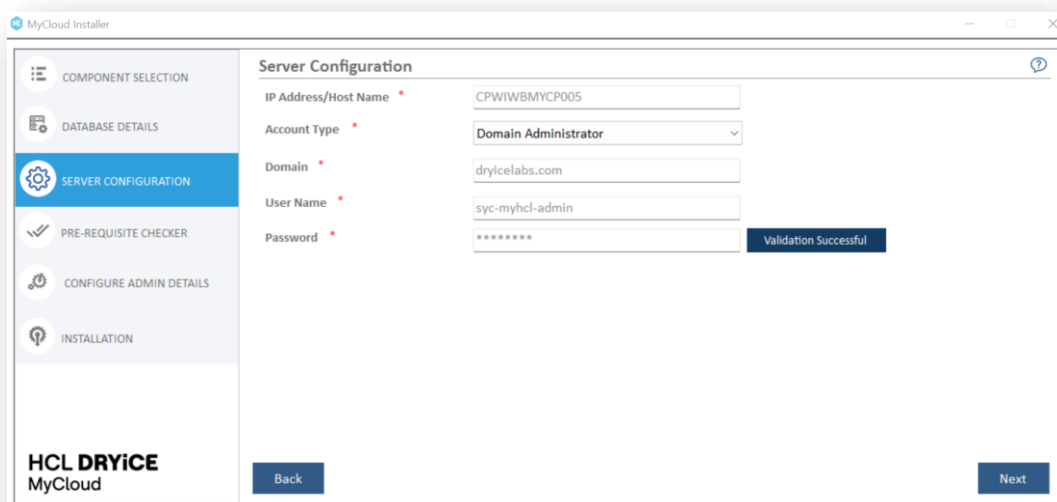 MyCloud Installer
COMPONENT SELECTION
DATABASE DETAILS
SERVER CONFIGURATION
PRE-REQUISITE CHECKER
CONFIGURE ADMIN DETAILS
INSTALLATION
HCL DRYiCE
MyCloud
Server Configuration
IP Address/Host Name * CPWIWBMYCP005
Account Type * Domain Administrator
Domain * dryicelabs.com
User Name * syc-myhcl-admin
Password * ******** Validation Successful
Back Next